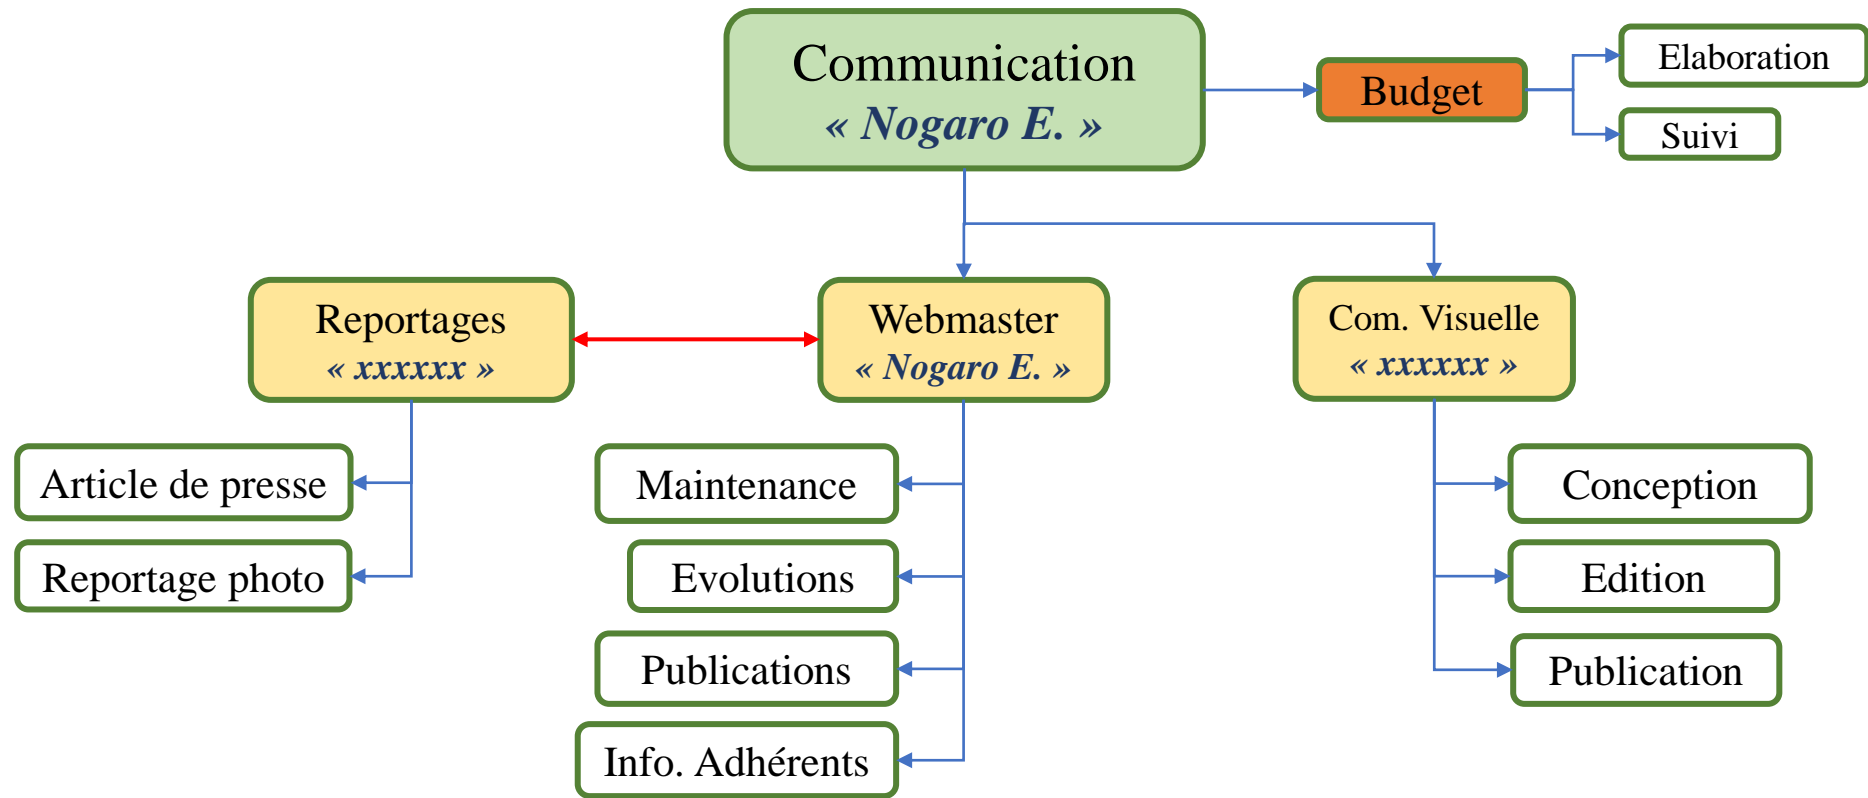 Communication
« Nogaro E. »
Budget
Elaboration
Suivi
Reportages
« xxxxxx »
Webmaster
« Nogaro E. »
Com. Visuelle
« xxxxxx »
Article de presse
Reportage photo
Maintenance
Evolutions
Publications
Info. Adhérents
Conception
Edition
Publication